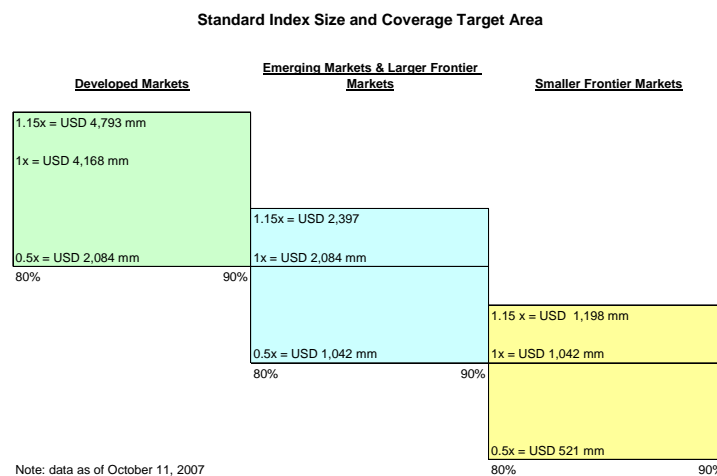 Standard Index Size and Coverage Target Area
Developed Markets
Emerging Markets & Larger Frontier
Markets
Smaller Frontier Markets
1.15x = USD 4,793 mm
1x = USD 4,168 mm
0.5x = USD 2,084 mm
80% 90%
1.15x = USD 2,397
1x = USD 2,084 mm
0.5x = USD 1,042 mm
80% 90%
1.15 x = USD 1,198 mm
1x = USD 1,042 mm
0.5x = USD 521 mm
80% 90%
Note: data as of October 11, 2007